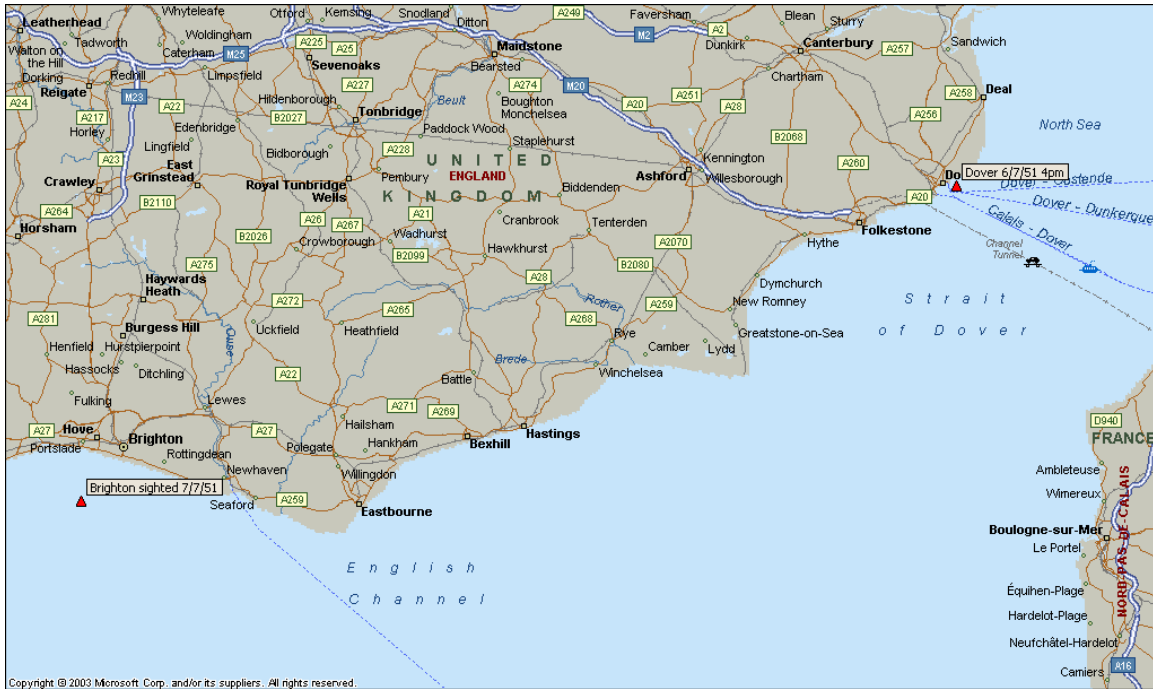 Leatherhead
Whyteleafe
Otford
Kemsing
Snodland
Ditton
A249
Faversham
Blean
Sturry
Tadworth
Woldingham
A225
A25
M2
A2
Walton on
the Hill
Caterham
M25
Maidstone
Dunkirk
Canterbury
A257
Sandwich
Dorking
Redhill
Limpsfield
Sevenoaks
Bearsted
Chartham
Reigate
M23
A227
A274
M20
A24
A22
Hildenborough
Beult
Boughton
Monchelsea
A20
A251
A28
A258
Deal
A217
Tonbridge
A256
Horley
Edenbridge
B2027
Paddock Wood
Staplehurst
B2068
North Sea
A23
Lingfield
Bidborough
A228
UNITED
Kennington
A260
Crawley
East
Grinstead
Pembury
ENGLAND
Ashford
Willesborough
Do
Dover 6/7/51 4pm
Royal Tunbridge
Wells
KINGDOM
Biddenden
A20
Dover - Oostende
A264
B2110
A26
A267
A21
Cranbrook
Tenterden
Dover - Dunkerque
Horsham
B2026
Crowborough
Wadhurst
Hawkhurst
A2070
Folkestone
Calais - Dover
B2099
Hythe
Channel
Tunnel
A275
A28
B2080
Haywards
Heath
Dymchurch
A272
A265
Rother
A259
New Romney
Strait
of Dover
A281
Burgess Hill
Uckfield
Heathfield
A268
Rye
Greatstone-on-Sea
Henfield
Hurstpierpoint
Ouse
Camber
Lydd
Hassocks
Ditchling
A22
Brede
Winchelsea
Battle
Fulking
Lewes
A271
A269
A27
Hove
Brighton
A27
Hailsham
Hastings
D940
Portslade
Polegate
Hankham
Bexhill
FRANCE
Rottingdean
Newhaven
Willingdon
Ambleteuse
Brighton sighted 7/7/51
Seaford
A259
Eastbourne
Wimereux
Boulogne-sur-Mer
Le Portel
English
Channel
NORD-PAS-DE-CALAIS
Équihen-Plage
Hardelot-Plage
Neufchâtel-Hardelot
A16
Camiers
Copyright © 2003 Microsoft Corp. and/or its suppliers. All rights reserved.